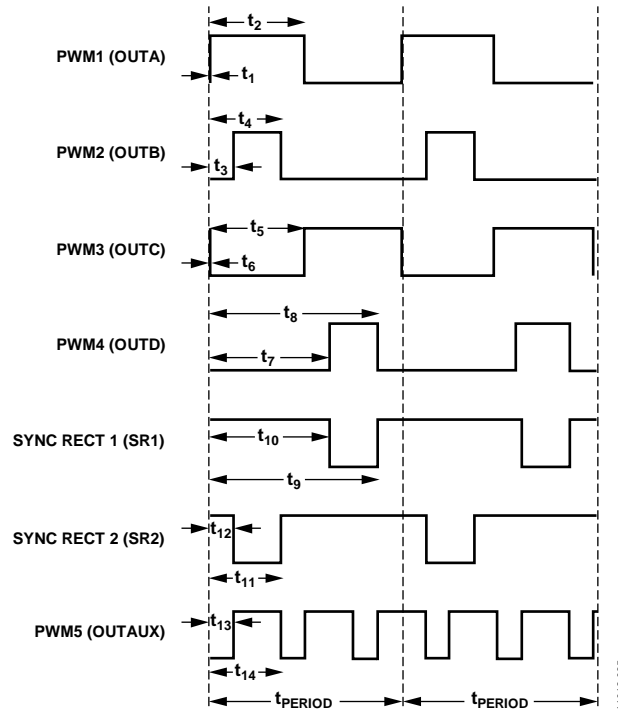 t2
PWM1 (OUTA)
t1
t4
PWM2 (OUTB)
t3
t5
PWM3 (OUTC)
t6
t8
PWM4 (OUTD)
t7
SYNC RECT 1 (SR1)
t10
t9
SYNC RECT 2 (SR2)
t12
t11
PWM5 (OUTAUX)
t13
t14
tPERIOD tPERIOD